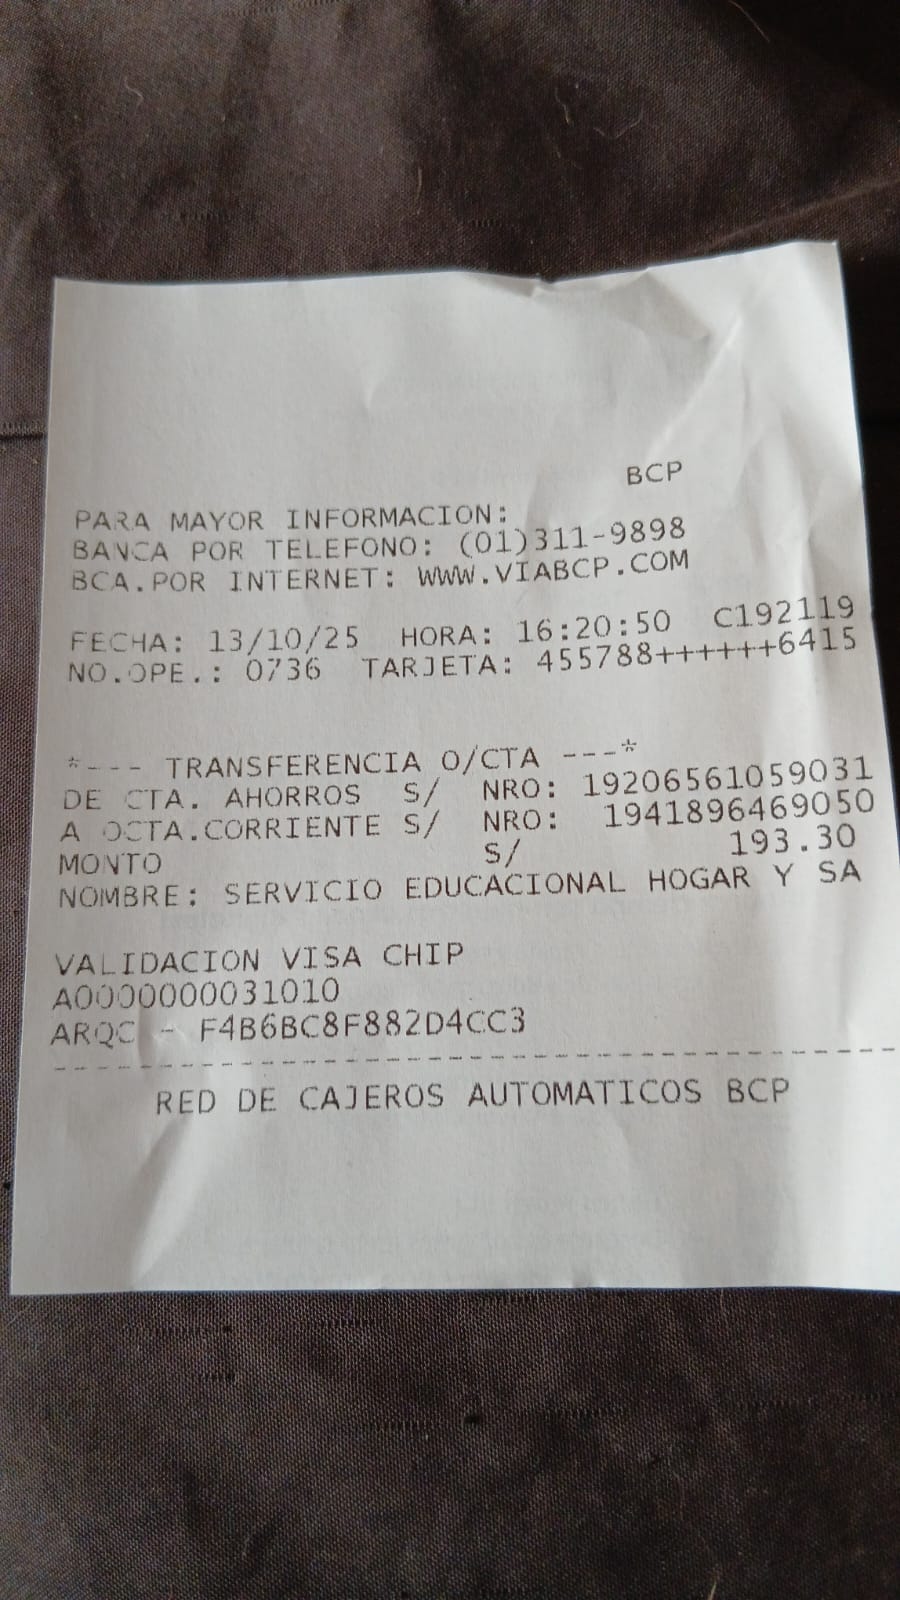 BCP
PARA MAYOR INFORMACION:
BANCA POR TELEFONO: (01)311-9898
BCA.POR INTERNET: WWW.VIABCP.COM
FECHA: 13/10/25 HORA: 16:20:50 C192119
NO.OPE.: 0736 TARJETA: 455788++++++6415
*--- TRANSFERENCIA O/CTA ---*
DE CTA. AHORROS S/ NRO: 19206561059031
A OCTA.CORRIENTE S/ NRO: 1941896469050
MONTO S/ 193.30
NOMBRE: SERVICIO EDUCACIONAL HOGAR Y SA
VALIDACION VISA CHIP
A0000000031010
ARQC - F4B6BC8F882D4CC3
--------------------------------------------
RED DE CAJEROS AUTOMATICOS BCP